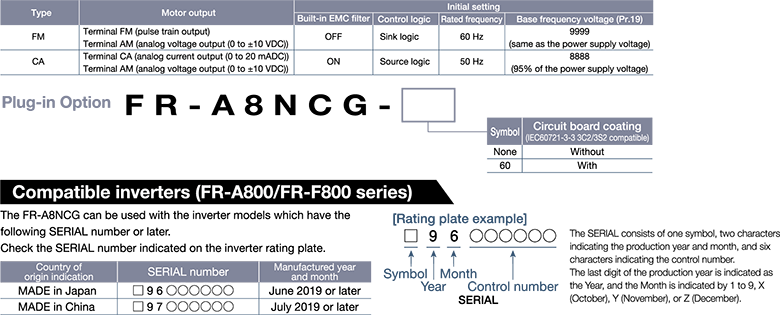 Type Motor output Initial setting
Built-in EMC filter Control logic Rated frequency Base frequency voltage (Pr.19)
FM Terminal FM (pulse train output) OFF Sink logic 60 Hz 9999
Terminal AM (analog voltage output (0 to ±10 VDC)) (same as the power supply voltage)
CA Terminal CA (analog current output (0 to 20 mADC)) ON Source logic 50 Hz 8888
Terminal AM (analog voltage output (0 to ±10 VDC)) (95% of the power supply voltage)
Plug-in Option FR-A8NCG-□
Symbol Circuit board coating
(IEC60721-3-3 3C2/3S2 compatible)
None Without
60 With
Compatible inverters (FR-A800/FR-F800 series)
The FR-A8NCG can be used with the inverter models which have the
following SERIAL number or later.
Check the SERIAL number indicated on the inverter rating plate.
Country of origin indication SERIAL number Manufactured year and month
MADE in Japan □96○○○○○○ June 2019 or later
MADE in China □97○○○○○○ July 2019 or later
[Rating plate example]
□ 9 6 ○○○○○○
Symbol Month Control number
Year SERIAL
The SERIAL consists of one symbol, two characters
indicating the production year and month, and six
characters indicating the control number.
The last digit of the production year is indicated as
the Year, and the Month is indicated by 1 to 9, X
(October), Y (November), or Z (December).